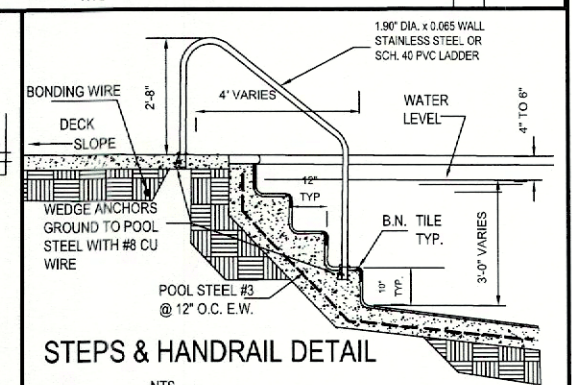 1.90" DIA. x 0.065 WALL
STAINLESS STEEL OR
SCH. 40 PVC LADDER
BONDING WIRE
2'-8"
4' VARIES
WATER
LEVEL
4" TO 6"
DECK
SLOPE
12"
TYP
WEDGE ANCHORS
GROUND TO POOL
STEEL WITH #8 CU
WIRE
B.N. TILE
TYP.
3'-0" VARIES
10"
TYP.
POOL STEEL #3
@ 12" O.C. E.W.
STEPS & HANDRAIL DETAIL
NTS